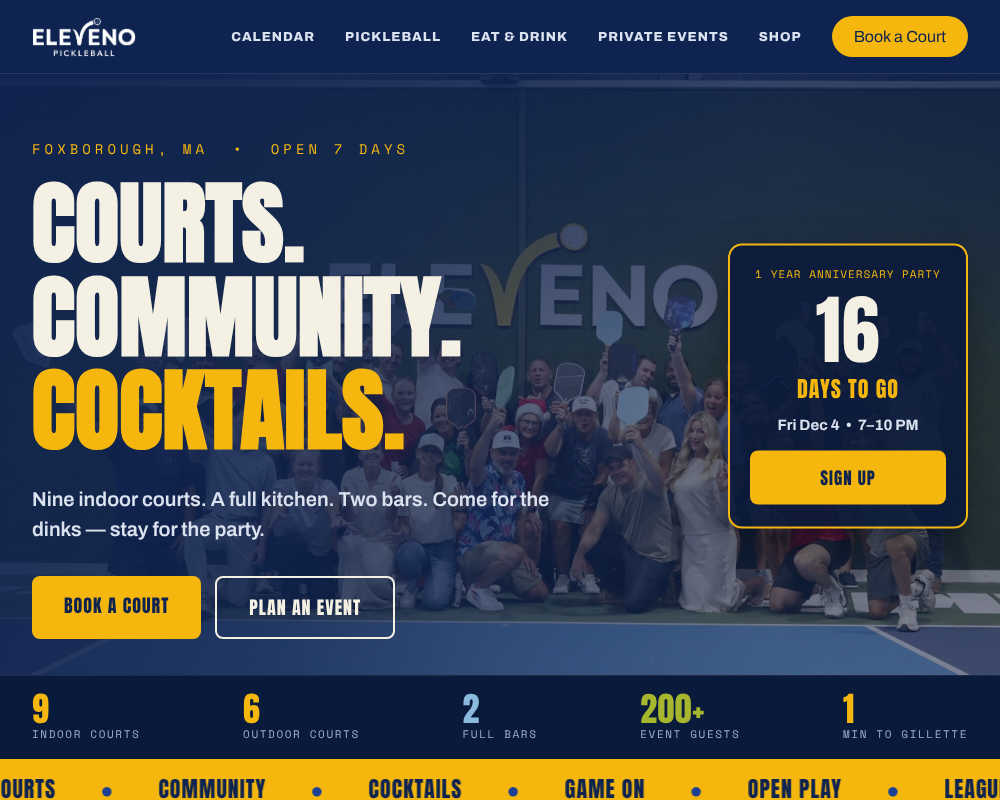 ELEVENO
PICKLEBALL
CALENDAR
PICKLEBALL
EAT & DRINK
PRIVATE EVENTS
SHOP
Book a Court
FOXBOROUGH, MA • OPEN 7 DAYS
COURTS.
COMMUNITY.
COCKTAILS.
ELEVENO
Nine indoor courts. A full kitchen. Two bars. Come for the
drinks — stay for the party.
BOOK A COURT
PLAN AN EVENT
1 YEAR ANNIVERSARY PARTY
16
DAYS TO GO
Fri Dec 4 • 7–10 PM
SIGN UP
9
INDOOR COURTS
6
OUTDOOR COURTS
2
FULL BARS
200+
EVENT GUESTS
1
MIN TO GILLETTE
OURTS • COMMUNITY • COCKTAILS • GAME ON • OPEN PLAY • LEAGU